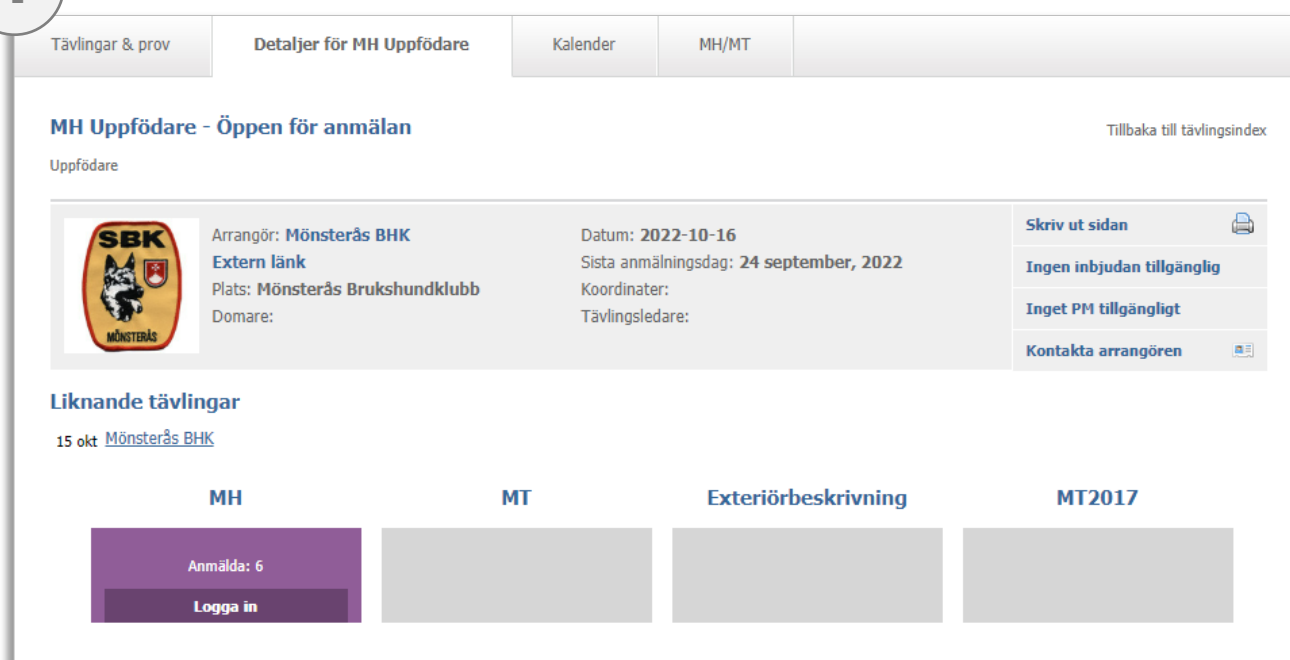 Tävlingar & prov
Detaljer för MH Uppfödare
Kalender
MH/MT
MH Uppfödare - Öppen för anmälan
Tillbaka till tävlingsindex
Uppfödare
SBK
MÖNSTERÅS
Arrangör: Mönsterås BHK
Extern länk
Plats: Mönsterås Brukshundklubb
Domare:
Datum: 2022-10-16
Sista anmälningsdag: 24 september, 2022
Koordinater:
Tävlingsledare:
Skriv ut sidan
Ingen inbjudan tillgänglig
Inget PM tillgängligt
Kontakta arrangören
Liknande tävlingar
15 okt Mönsterås BHK
MH
MT
Exteriörbeskrivning
MT2017
Anmälda: 6
Logga in